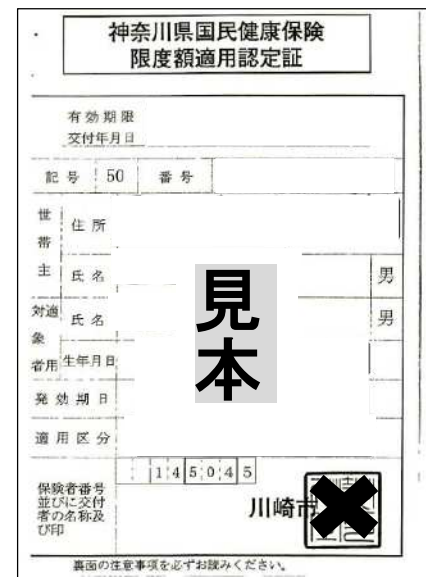 神奈川県国民健康保険
限度額適用認定証
有効期限
交付年月日
記号 50 番号
世帯主 住所
氏名 男
適用対象者 氏名 男
生年月日
見本
発効期日
適用区分
145045
保険者番号
並びに交付
者の名称及
び印
川崎市
裏面の注意事項を必ずお読みください。